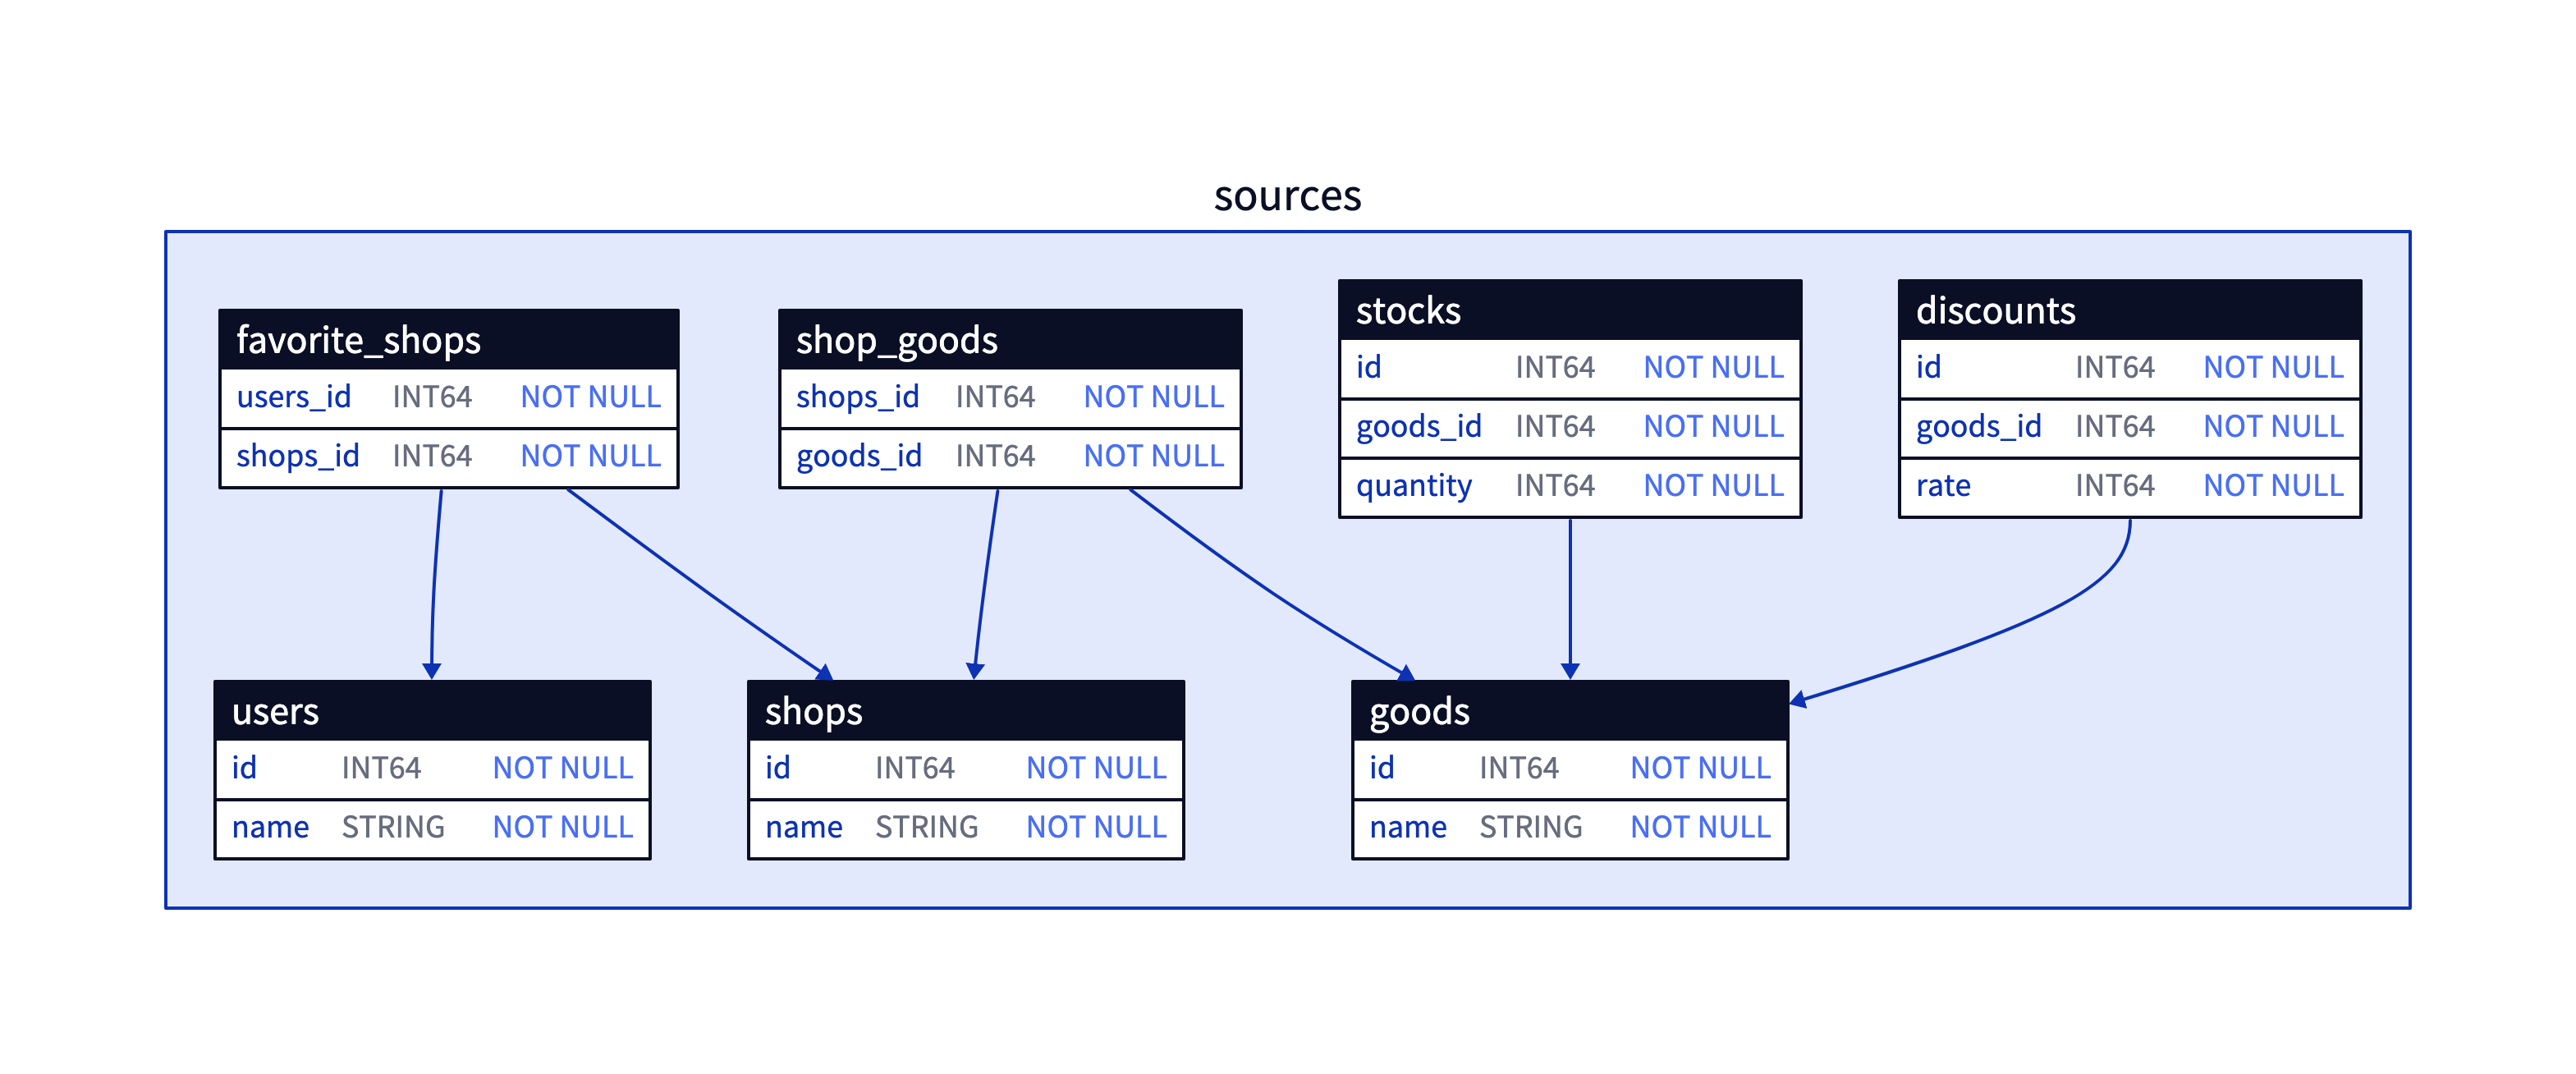 sources
favorite_shops
users_id INT64 NOT NULL
shops_id INT64 NOT NULL
shop_goods
shops_id INT64 NOT NULL
goods_id INT64 NOT NULL
stocks
id INT64 NOT NULL
goods_id INT64 NOT NULL
quantity INT64 NOT NULL
discounts
id INT64 NOT NULL
goods_id INT64 NOT NULL
rate INT64 NOT NULL
users
id INT64 NOT NULL
name STRING NOT NULL
shops
id INT64 NOT NULL
name STRING NOT NULL
goods
id INT64 NOT NULL
name STRING NOT NULL